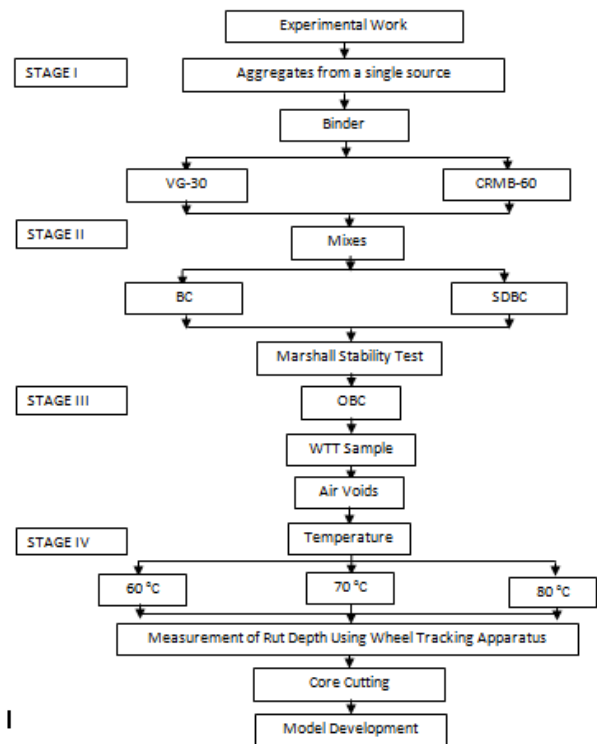 Experimental Work
STAGE I
Aggregates from a single source
Binder
VG-30
CRMB-60
STAGE II
Mixes
BC
SDBC
Marshall Stability Test
STAGE III
OBC
WTT Sample
Air Voids
STAGE IV
Temperature
60 °C
70 °C
80 °C
Measurement of Rut Depth Using Wheel Tracking Apparatus
Core Cutting
I
Model Development